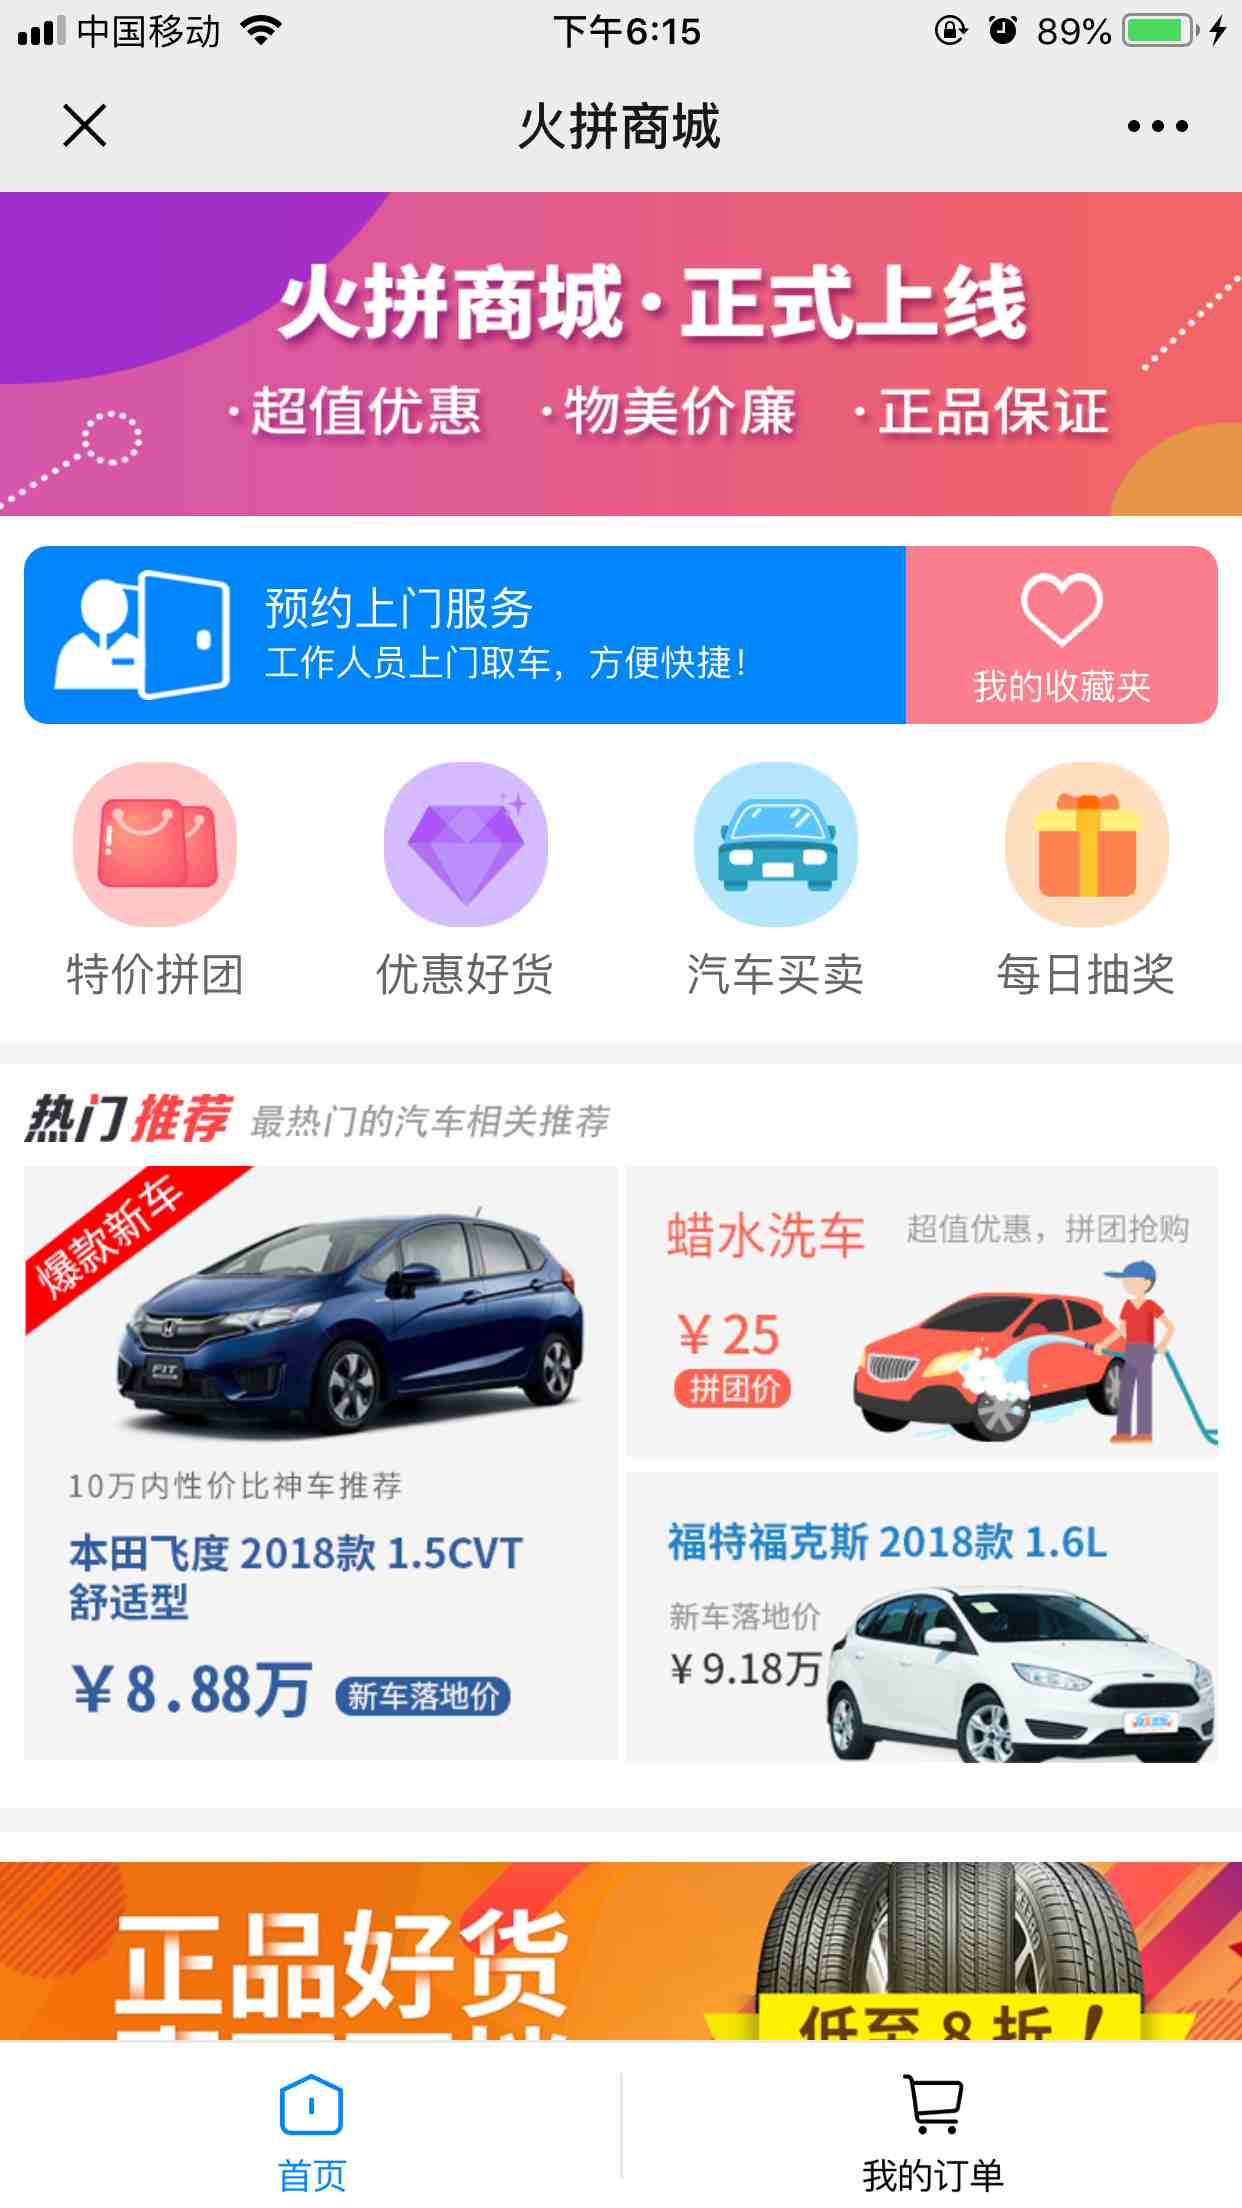 中国移动
下午6:15
89%
火拼商城
火拼商城·正式上线
·超值优惠 ·物美价廉 ·正品保证
预约上门服务
工作人员上门取车，方便快捷！
我的收藏夹
特价拼团
优惠好货
汽车买卖
每日抽奖
热门推荐 最热门的汽车相关推荐
爆款新车
FIT
10万内性价比神车推荐
本田飞度 2018款 1.5CVT
舒适型
￥8.88万 新车落地价
蜡水洗车 超值优惠，拼团抢购
￥25
拼团价
福特福克斯 2018款 1.6L
新车落地价
￥9.18万
正品好货
低至8折！
首页
我的订单